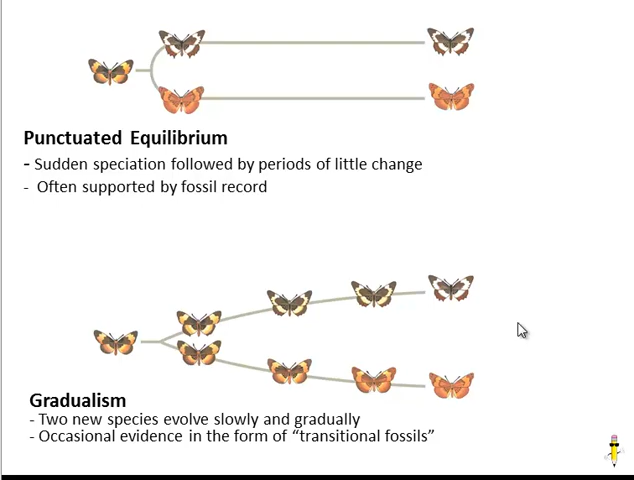 Punctuated Equilibrium
- Sudden speciation followed by periods of little change
- Often supported by fossil record
Gradualism
- Two new species evolve slowly and gradually
- Occasional evidence in the form of “transitional fossils”